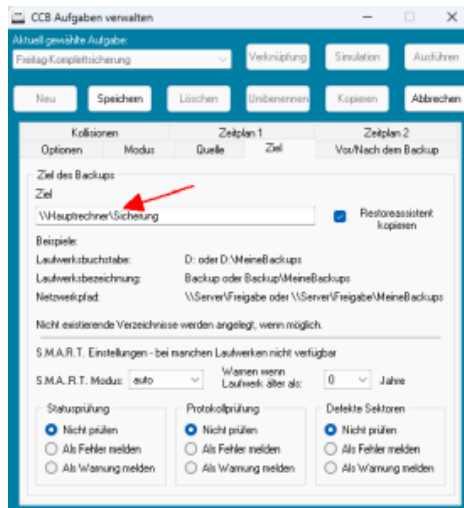 CCB Aufgaben verwalten
Aktuell gewählte Aufgabe:
Freitag-Komplettsicherung
Verknüpfung
Simulation
Ausführen
Neu
Speichern
Löschen
Umbenennen
Kopieren
Abbrechen
Kollisionen
Zeitplan 1
Zeitplan 2
Optionen
Modus
Quelle
Ziel
Vor/Nach dem Backup
Ziel des Backups
Ziel
\\Hauptrechner\Sicherung
Restoreassistent
kopieren
Beispiele:
Laufwerksbuchstabe: D: oder D:\MeineBackups
Laufwerksbezeichnung: Backup oder Backup\MeineBackups
Netzwerkpfad: \\Server\Freigabe oder \\Server\Freigabe\MeineBackups
Nicht existierende Verzeichnisse werden angelegt, wenn möglich.
S.M.A.R.T. Einstellungen - bei manchen Laufwerken nicht verfügbar
S.M.A.R.T. Modus: auto
Warnen wenn
Laufwerk älter als:
0 Jahre
Statusprüfung
Nicht prüfen
Als Fehler melden
Als Warnung melden
Protokollprüfung
Nicht prüfen
Als Fehler melden
Als Warnung melden
Defekte Sektoren
Nicht prüfen
Als Fehler melden
Als Warnung melden